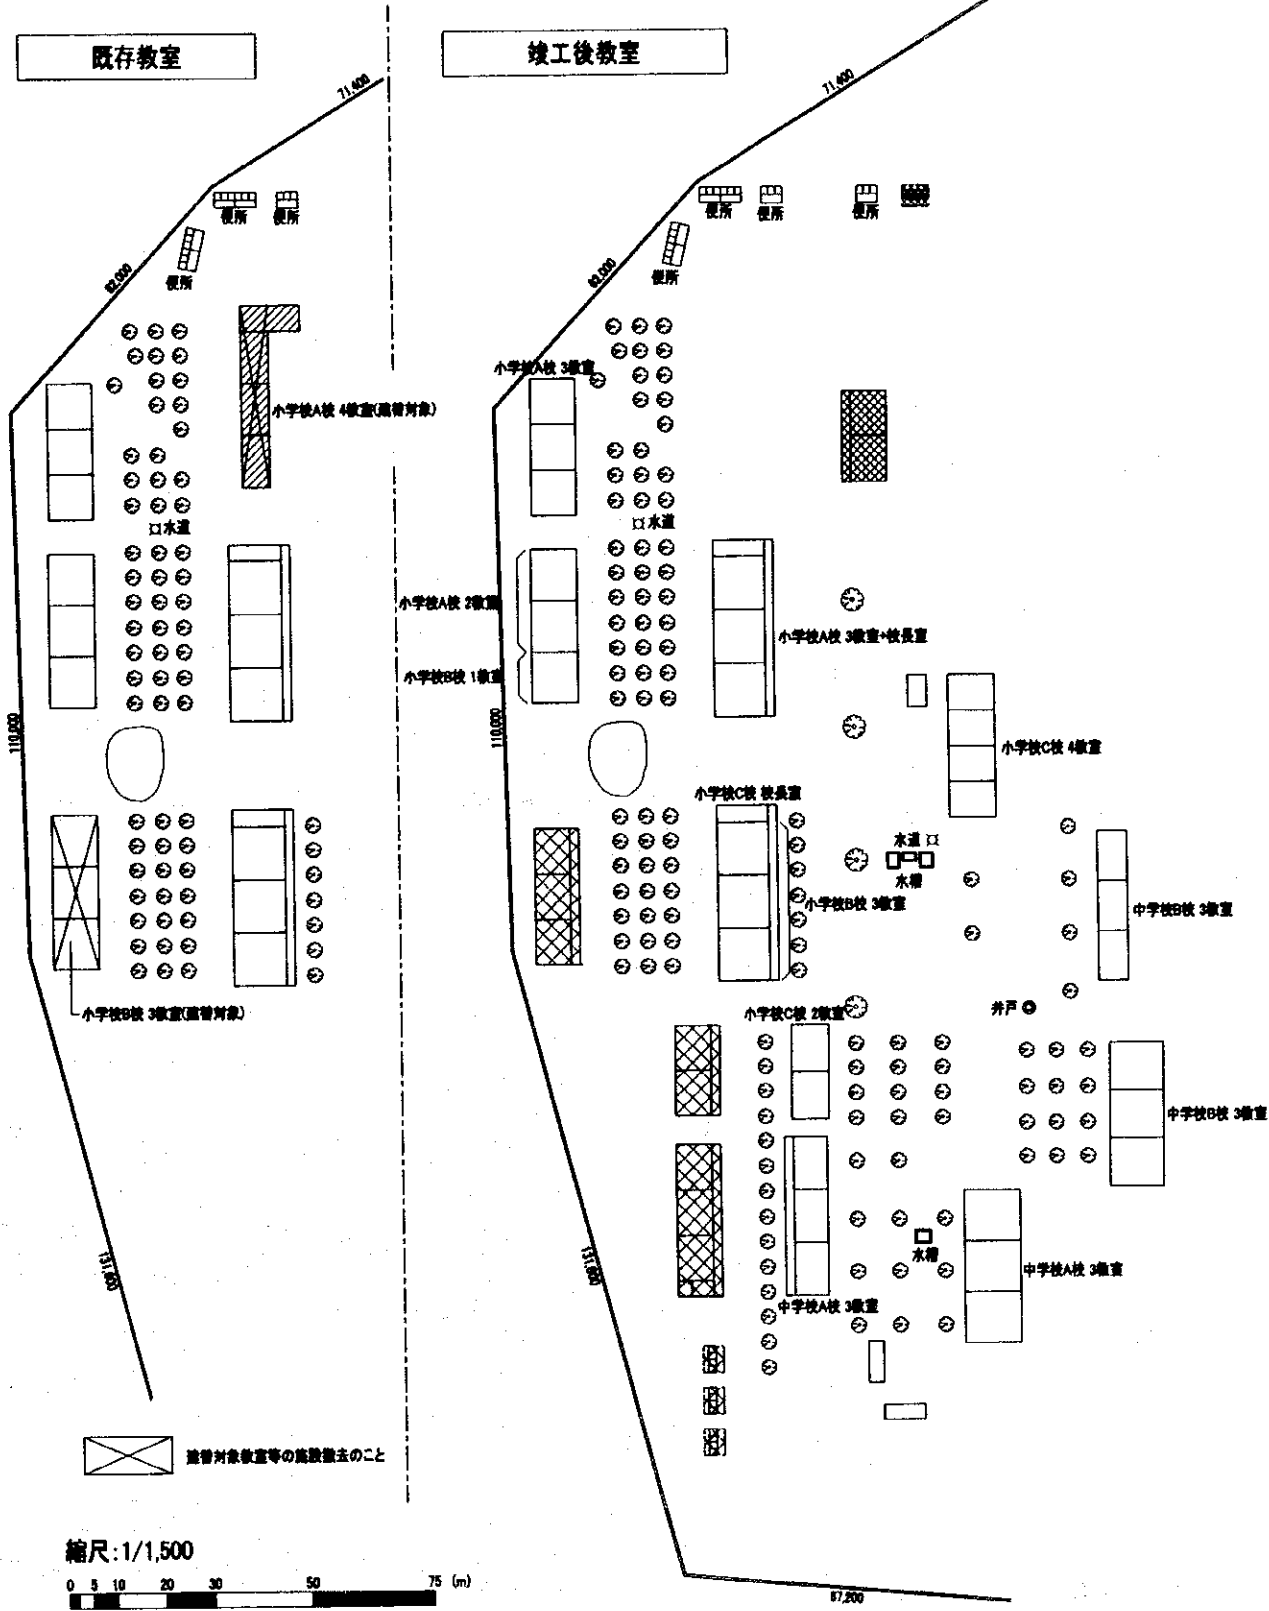 既存教室
竣工後教室
71,400
71,400
便所
便所
便所
便所
便所
便所
便所
62,000
62,000
小学校A校 3教室
小学校A校 4教室(建替対象)
水道
水道
小学校A校 2教室
小学校A校 3教室+校長室
小学校B校 1教室
110,000
110,000
小学校C校 4教室
小学校C校 校長室
水道
水槽
小学校B校 3教室
中学校B校 3教室
小学校B校 3教室(建替対象)
小学校C校 2教室
井戸
中学校B校 3教室
131,600
131,600
水槽
中学校A校 3教室
中学校A校 3教室
建替対象教室等の施設撤去のこと
縮尺:1/1,500
0 5 10 20 30 50 75 (m)
67,200